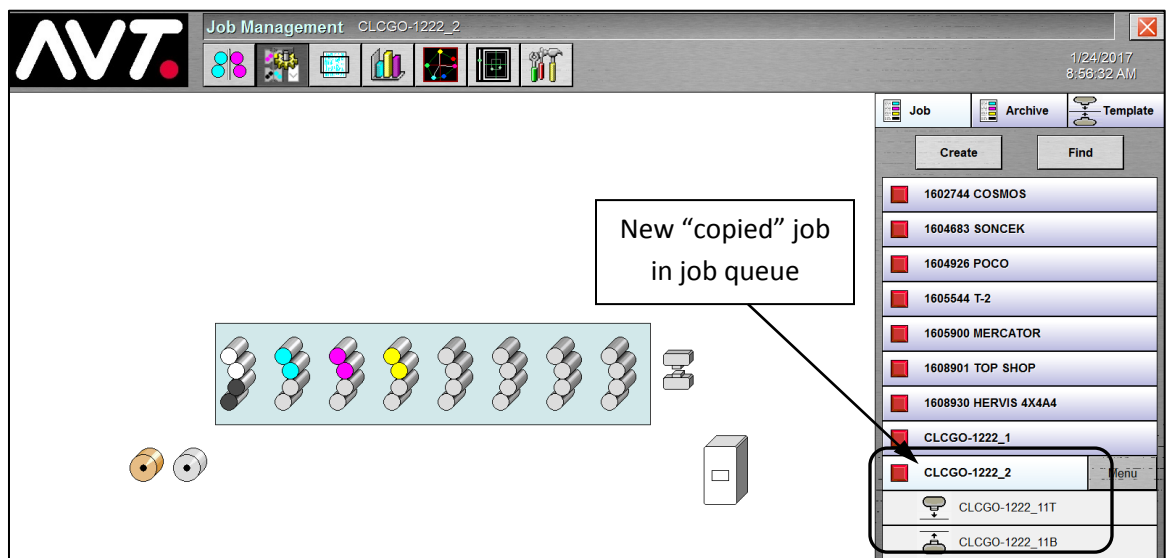 AVT.
Job Management CLCGO-1222_2
1/24/2017
8:56:32 AM
Job Archive Template
Create Find
1602744 COSMOS
1604683 SONCEK
1604926 POCO
1605544 T-2
1605900 MERCATOR
1608901 TOP SHOP
1608930 HERVIS 4X4A4
CLCGO-1222_1
CLCGO-1222_2 Menu
CLCGO-1222_11T
CLCGO-1222_11B
New “copied” job
in job queue